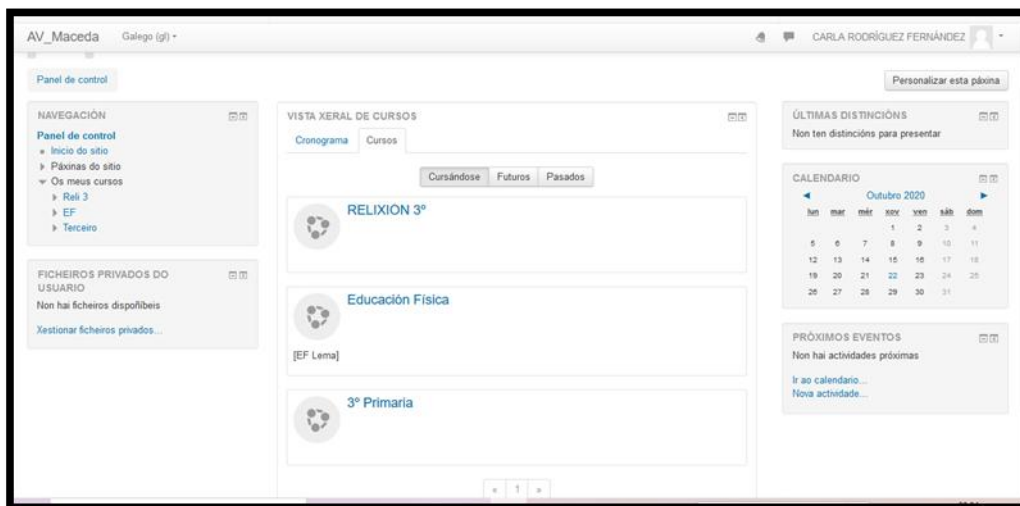 AV_Maceda
Galego (gl)
CARLA RODRÍGUEZ FERNÁNDEZ
Panel de control
Personalizar esta páxina
NAVEGACIÓN
Panel de control
Inicio do sitio
Páxinas do sitio
Os meus cursos
Reli 3
EF
Terceiro
FICHEIROS PRIVADOS DO
USUARIO
Non hai ficheiros dispoñíbeis
Xestionar ficheiros privados...
VISTA XERAL DE CURSOS
Cronograma Cursos
Cursándose Futuros Pasados
RELIXIÓN 3º
Educación Física
[EF Lema]
3º Primaria
« 1 »
ÚLTIMAS DISTINCIÓNS
Non ten distincións para presentar
CALENDARIO
◄ Outubro 2020 ►
lun mar mér xov ven sáb dom
1 2 3 4
5 6 7 8 9 10 11
12 13 14 15 16 17 18
19 20 21 22 23 24 25
26 27 28 29 30 31
PRÓXIMOS EVENTOS
Non hai actividades próximas
Ir ao calendario...
Nova actividade...